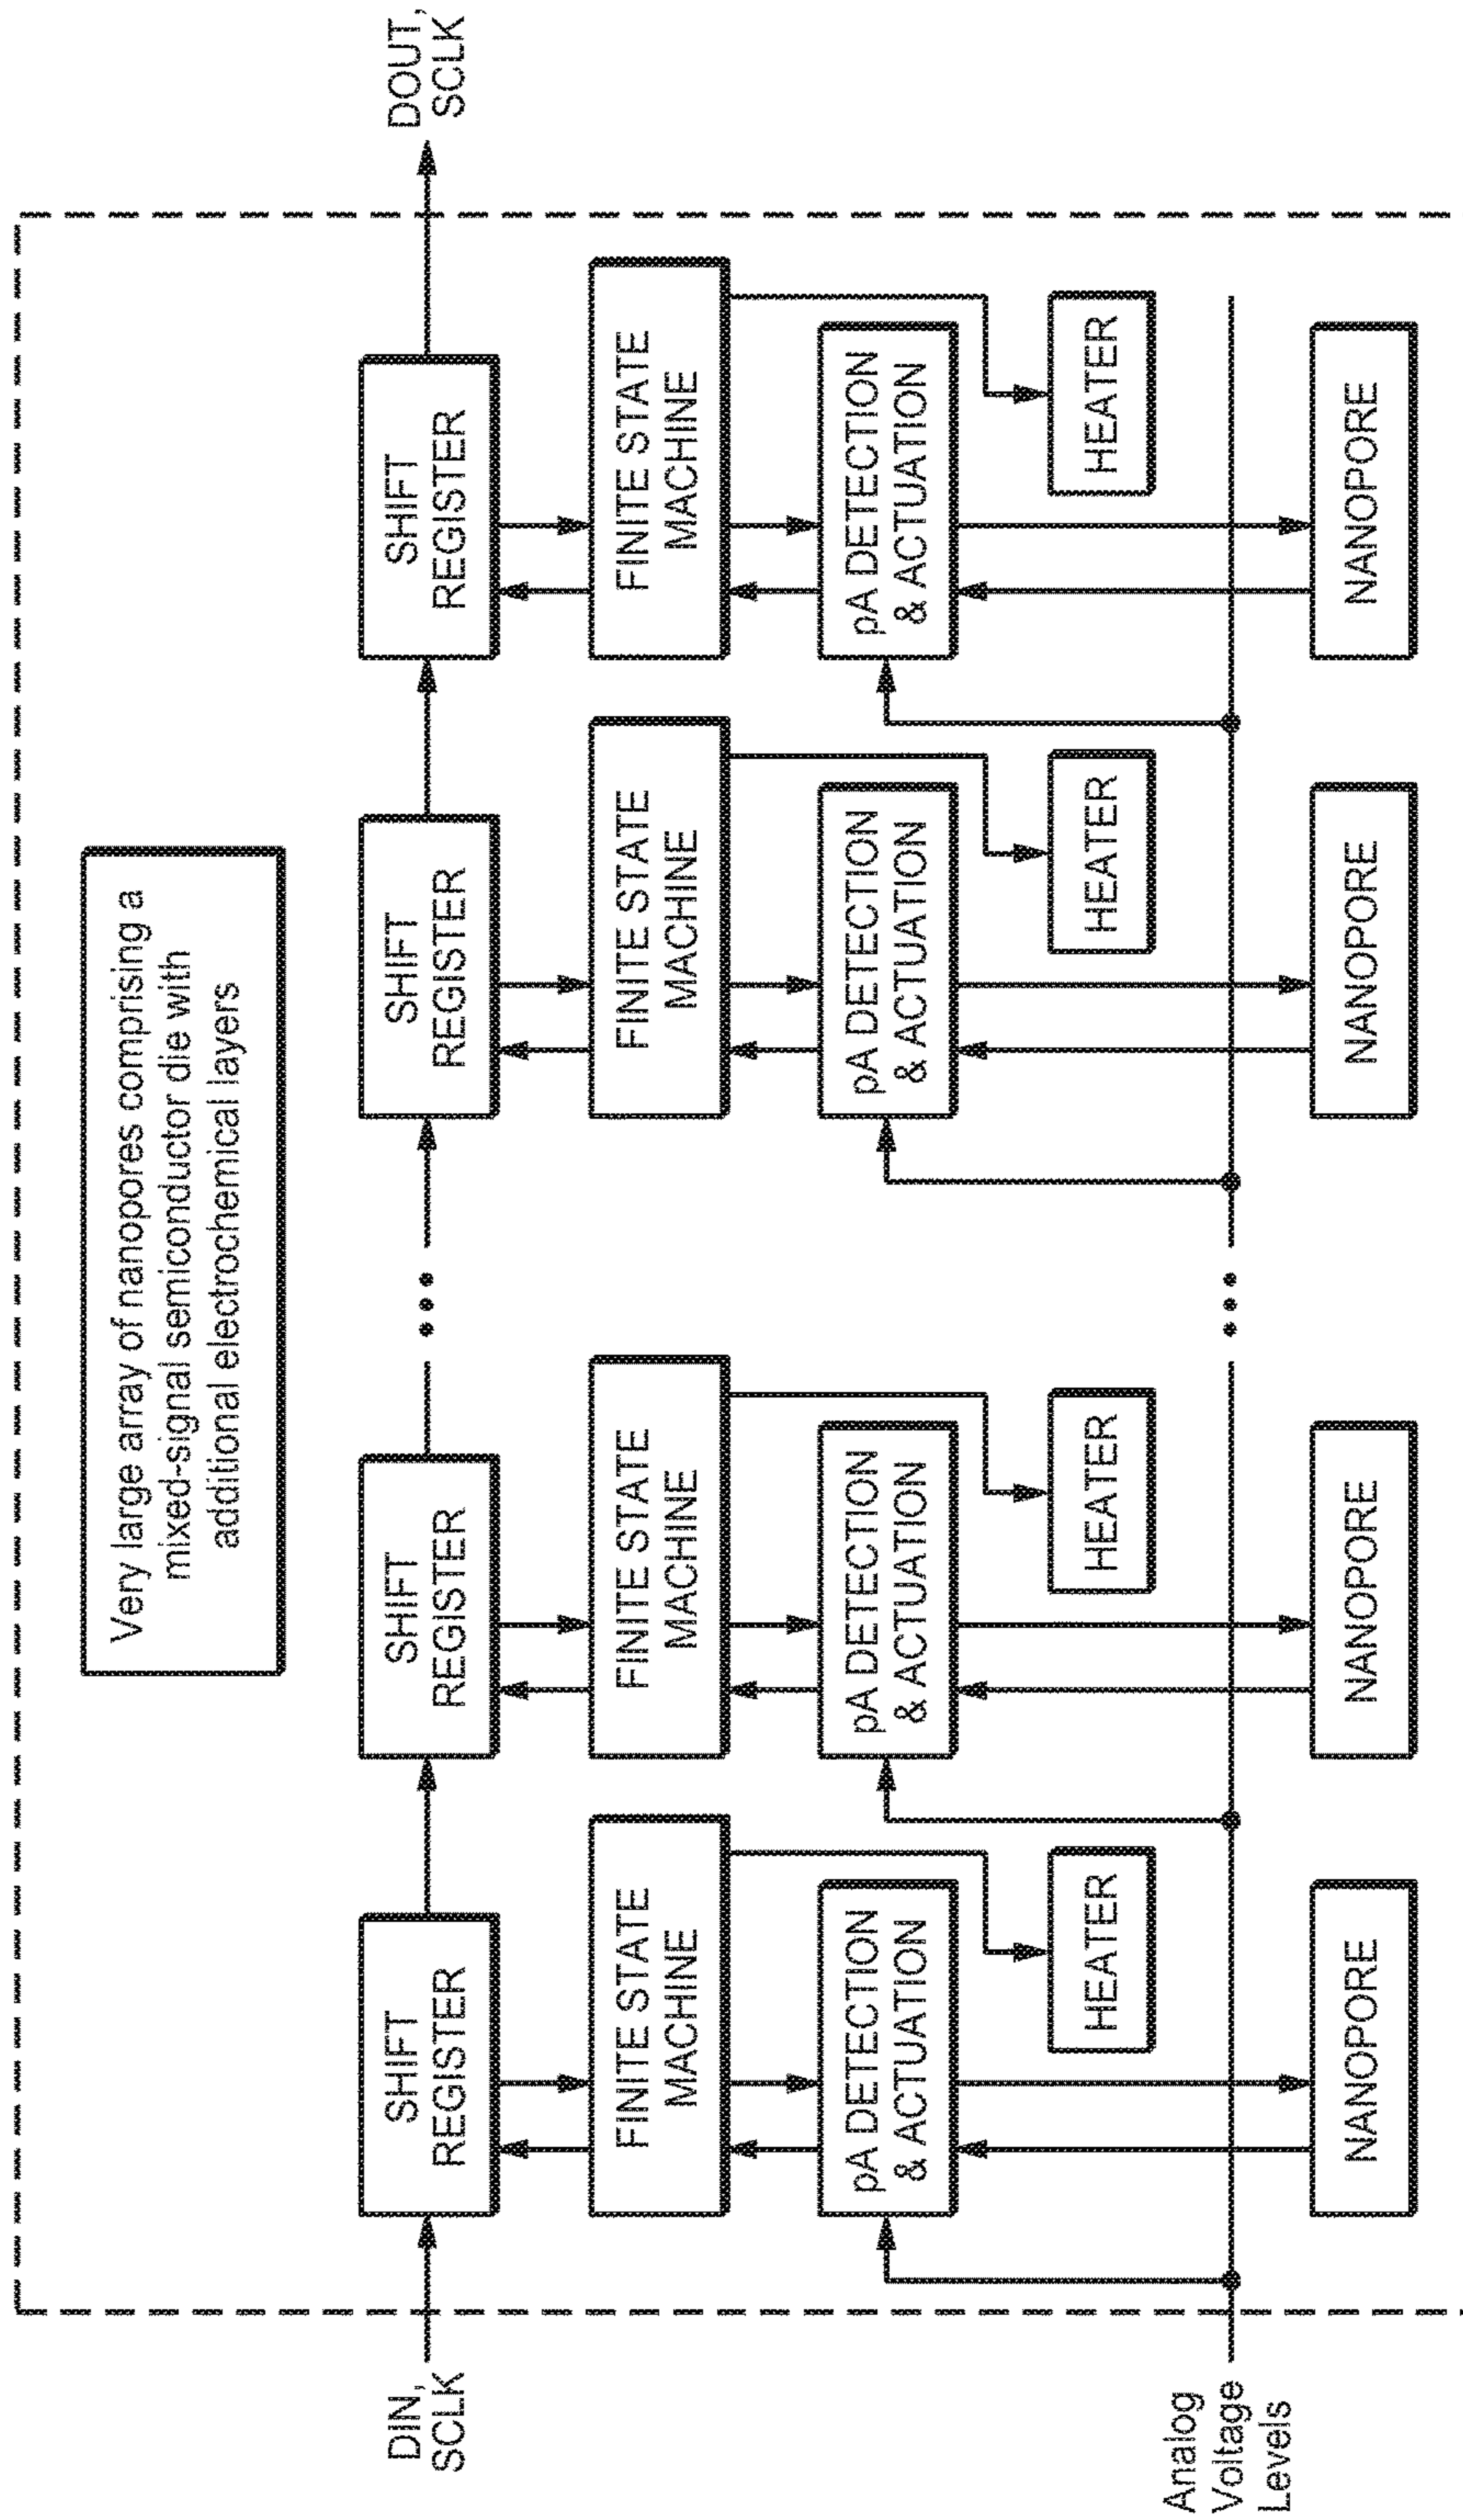 Very large array of nanopores comprising a
mixed-signal semiconductor die with
additional electrochemical layers
DIN,
SCLK
SHIFT
REGISTER
SHIFT
REGISTER
SHIFT
REGISTER
SHIFT
REGISTER
DOUT,
SCLK
FINITE STATE
MACHINE
FINITE STATE
MACHINE
FINITE STATE
MACHINE
FINITE STATE
MACHINE
pA DETECTION
& ACTUATION
pA DETECTION
& ACTUATION
pA DETECTION
& ACTUATION
pA DETECTION
& ACTUATION
HEATER
HEATER
HEATER
HEATER
Analog
Voltage
Levels
NANOPORE
NANOPORE
NANOPORE
NANOPORE